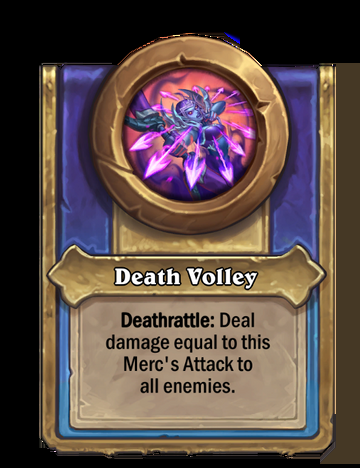 Death Volley
Deathrattle: Deal
damage equal to this
Merc's Attack to
all enemies.